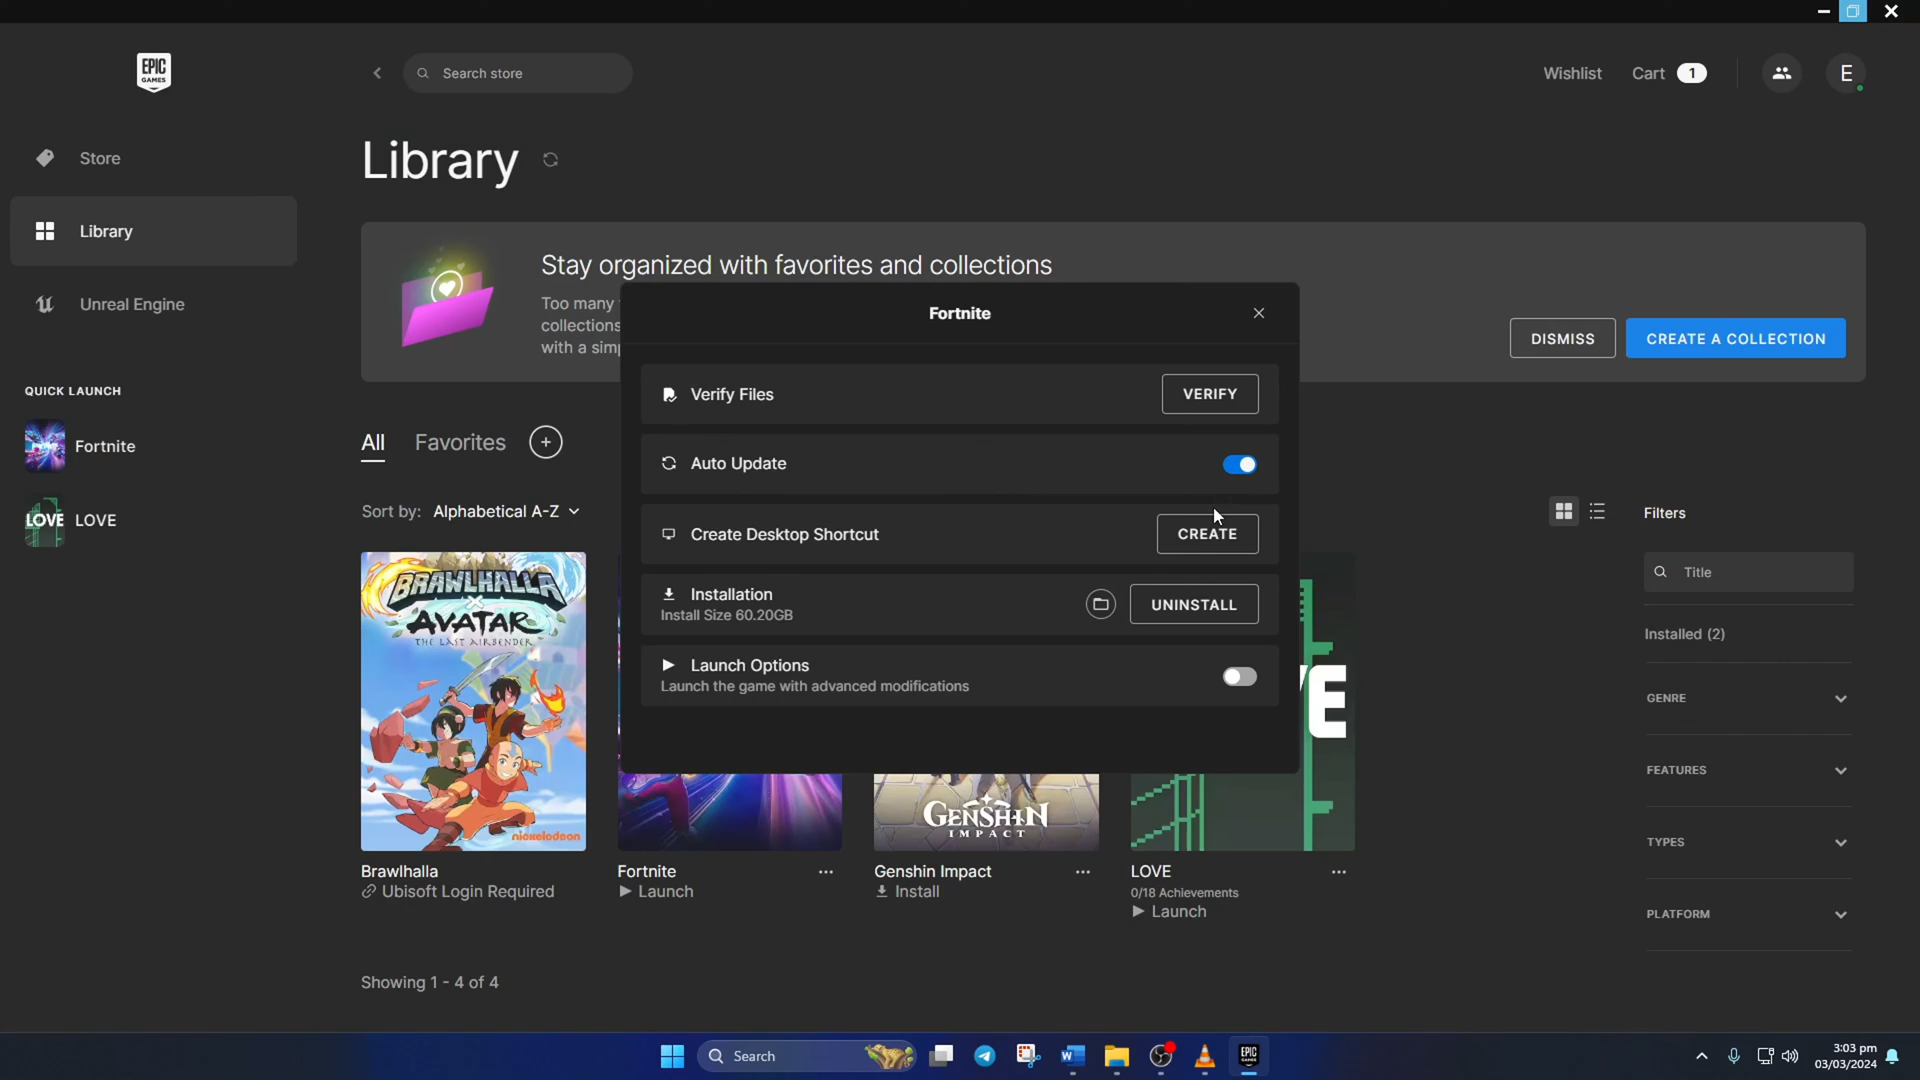 EPIC
GAMES
Search store
Wishlist
Cart 1
E
Store
Library
Unreal Engine
QUICK LAUNCH
Fortnite
LOVE LOVE
Library
Stay organized with favorites and collections
Too many
collections
with a simp
DISMISS
CREATE A COLLECTION
All Favorites
Sort by: Alphabetical A-Z
Fortnite
Verify Files
VERIFY
Auto Update
Create Desktop Shortcut
CREATE
Installation
Install Size 60.20GB
UNINSTALL
Launch Options
Launch the game with advanced modifications
BRAWLHALLA
X
AVATAR
THE LAST AIRBENDER
nickelodeon
GENSHIN
IMPACT
VE
Brawlhalla
Ubisoft Login Required
Fortnite
Launch
Genshin Impact
Install
LOVE
0/18 Achievements
Launch
Showing 1 - 4 of 4
Filters
Title
Installed (2)
GENRE
FEATURES
TYPES
PLATFORM
Search
W
EPIC
GAMES
3:03 pm
03/03/2024